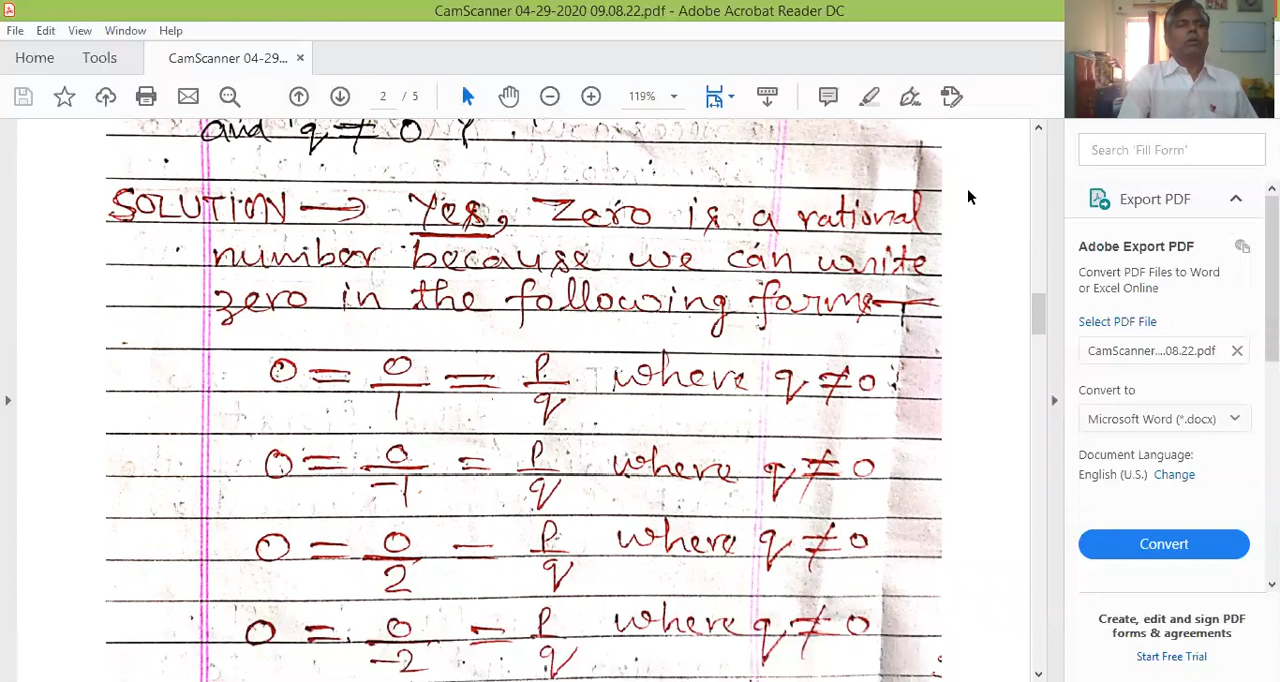 CamScanner 04-29-2020 09.08.22.pdf - Adobe Acrobat Reader DC
File Edit View Window Help
Home Tools CamScanner 04-29... ×
2 / 5 119%
and q ≠ 0 ?
SOLUTION → Yes, Zero is a rational
number because we can write
zero in the following forms—
0 = 0/1 = p/q where q ≠ 0.
0 = 0/-1 = p/q where q ≠ 0
0 = 0/2 = p/q where q ≠ 0
0 = 0/-2 = p/q where q ≠ 0
Search 'Fill Form'
Export PDF
Adobe Export PDF
Convert PDF Files to Word
or Excel Online
Select PDF File
CamScanner....08.22.pdf ×
Convert to
Microsoft Word (*.docx)
Document Language:
English (U.S.) Change
Convert
Create, edit and sign PDF
forms & agreements
Start Free Trial